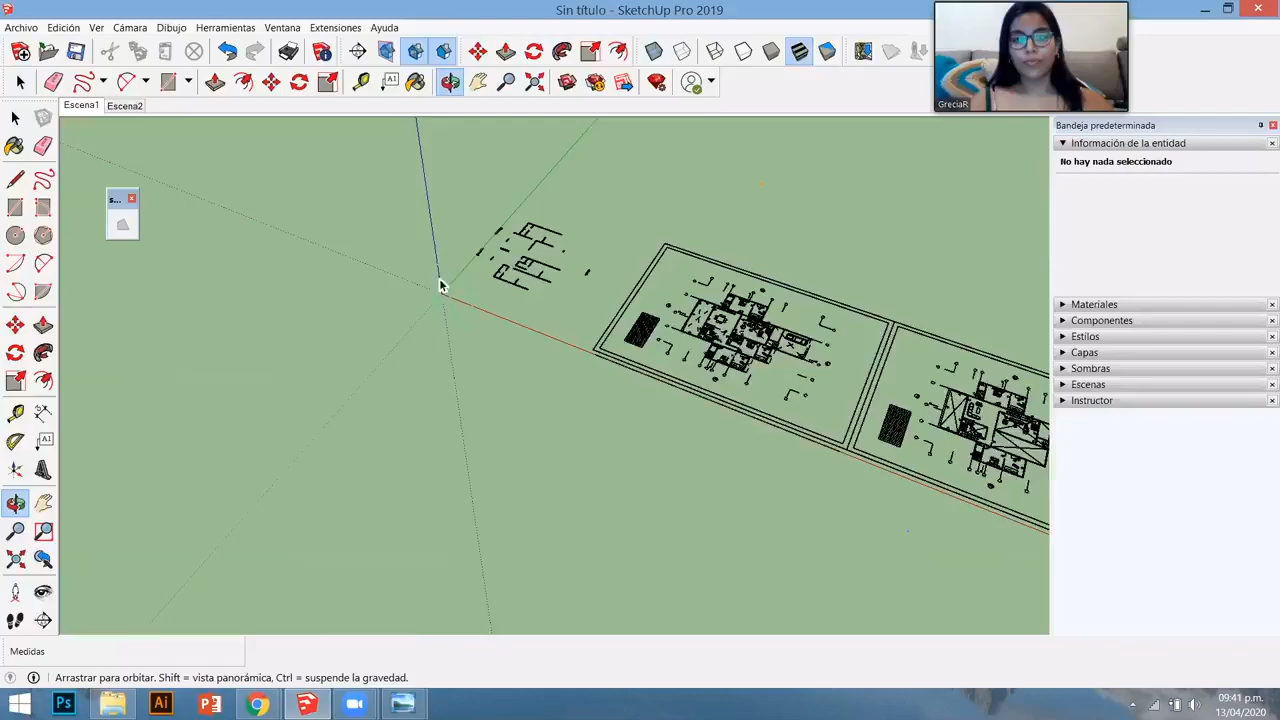 Sin título - SketchUp Pro 2019
Archivo Edición Ver Cámara Dibujo Herramientas Ventana Extensiones Ayuda
GreciaR
Escena1 Escena2
Bandeja predeterminada
Información de la entidad
No hay nada seleccionado
s...
Materiales
Componentes
Estilos
Capas
Sombras
Escenas
Instructor
Medidas
Arrastrar para orbitar. Shift = vista panorámica, Ctrl = suspende la gravedad.
Ps Ai P
09:41 p.m.
13/04/2020